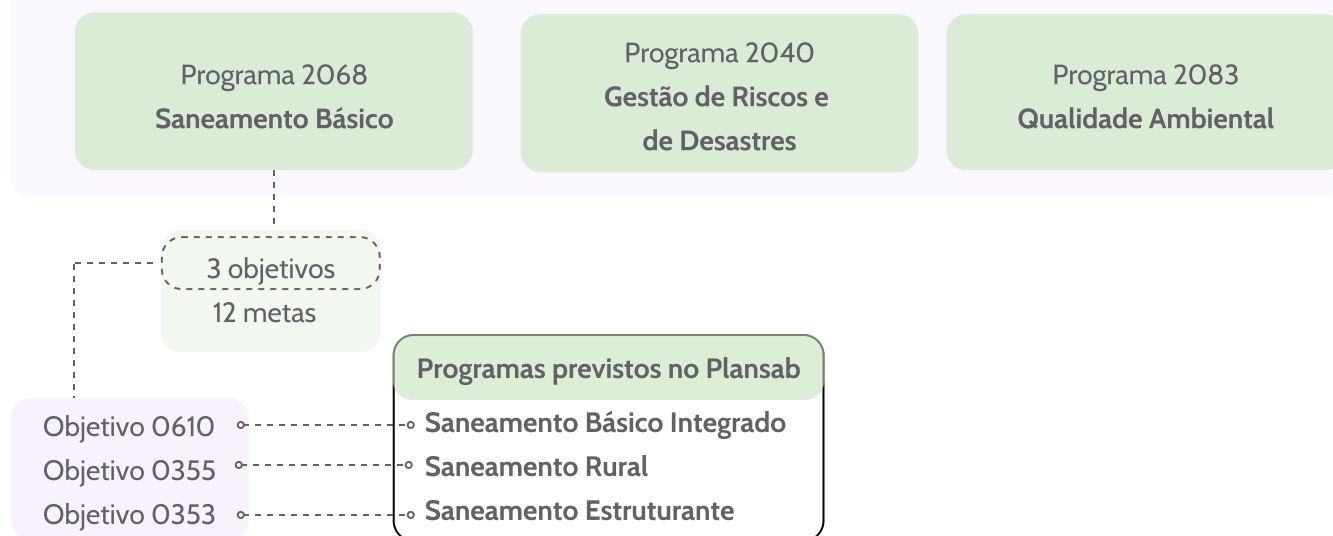 Programa 2068
Saneamento Básico
Programa 2040
Gestão de Riscos e
de Desastres
Programa 2083
Qualidade Ambiental
3 objetivos
12 metas
Programas previstos no Plansab
Objetivo 0610
Saneamento Básico Integrado
Objetivo 0355
Saneamento Rural
Objetivo 0353
Saneamento Estruturante